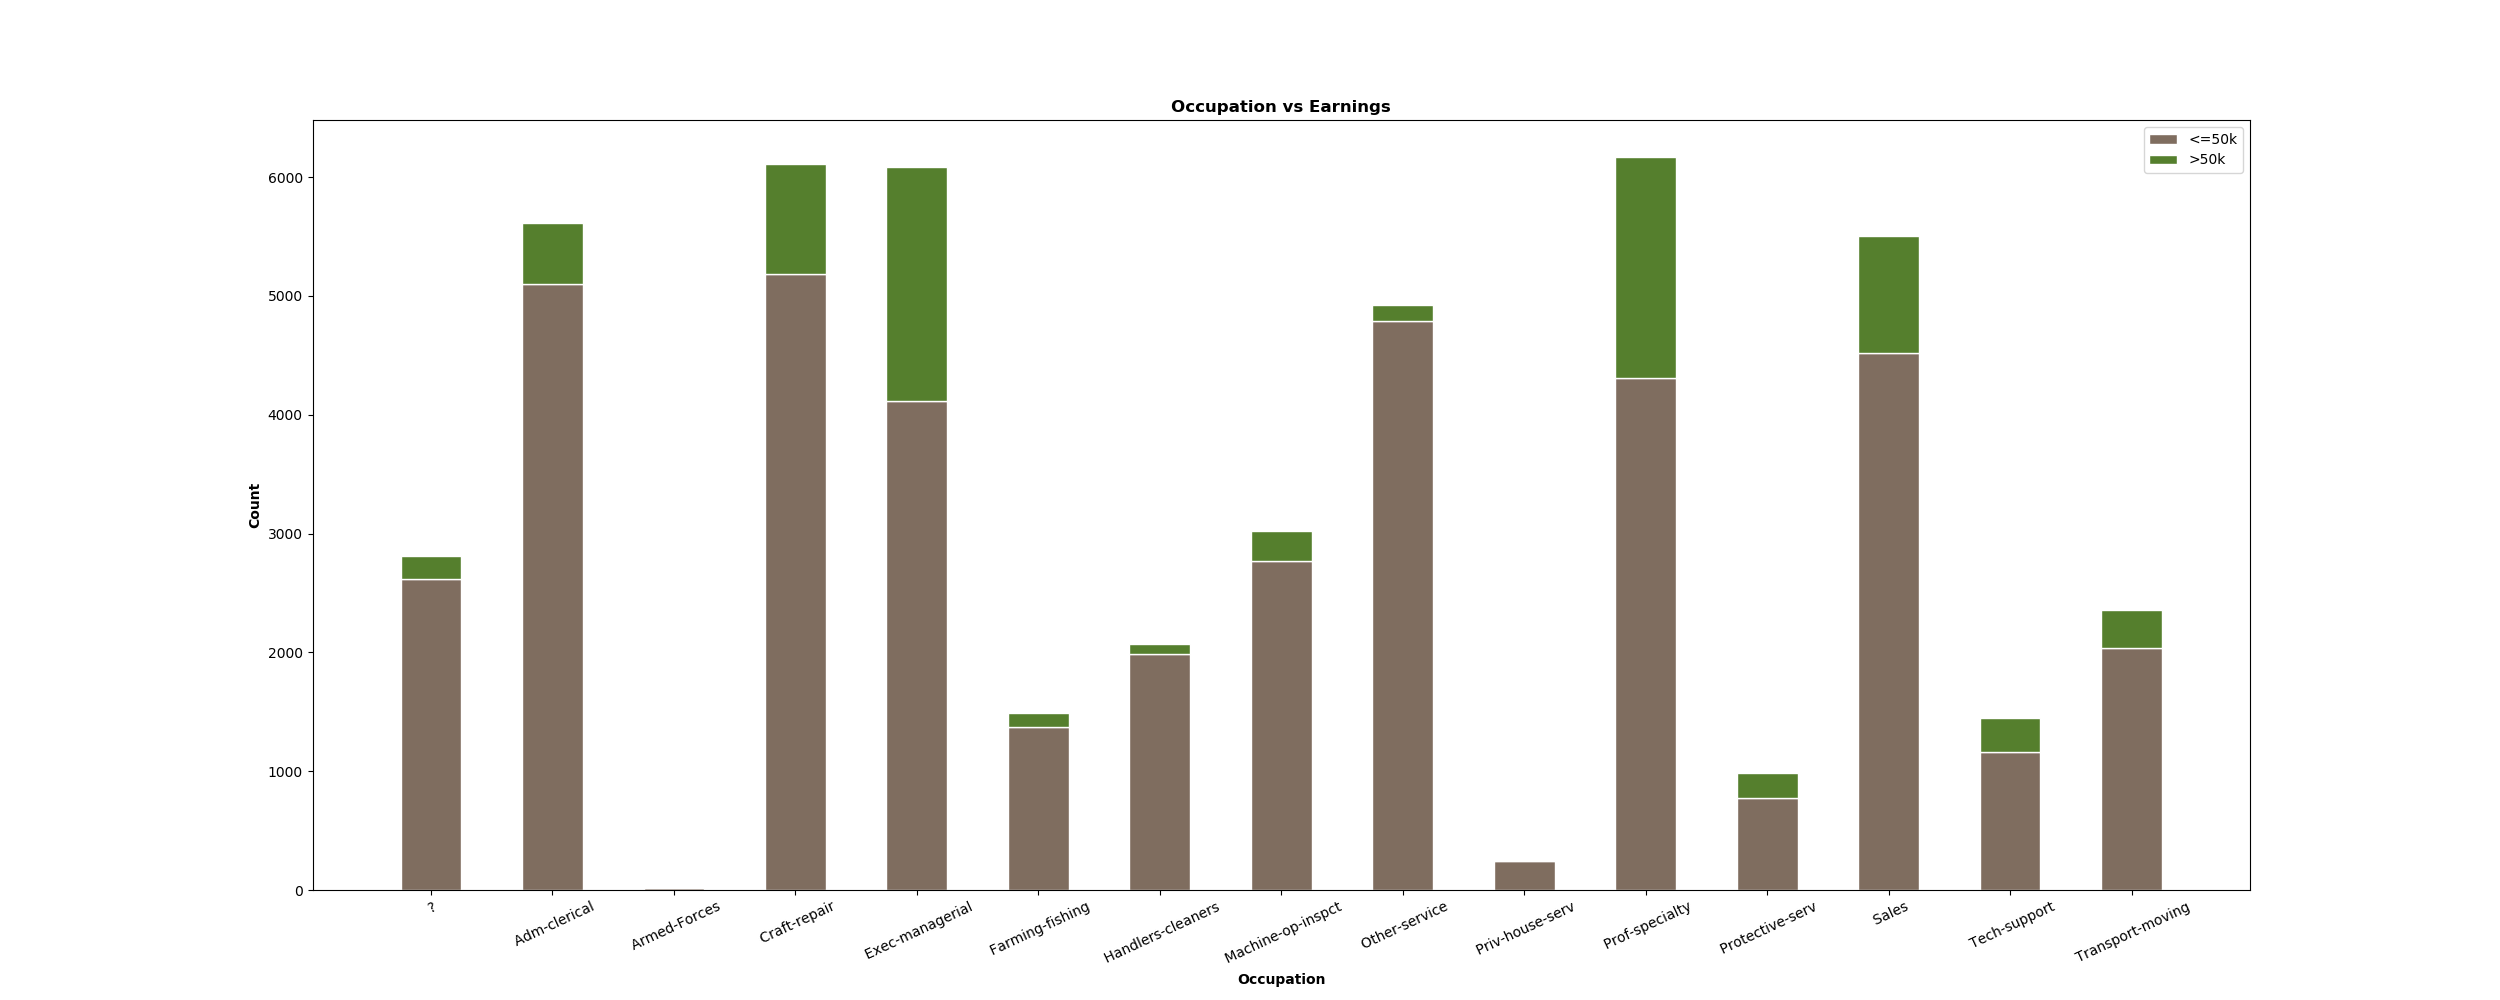 Occupation vs Earnings
<=50k
>50k
6000
5000
4000
3000
2000
1000
0
Count
?
Adm-clerical
Armed-Forces
Craft-repair
Exec-managerial
Farming-fishing
Handlers-cleaners
Machine-op-inspct
Other-service
Priv-house-serv
Prof-specialty
Protective-serv
Sales
Tech-support
Transport-moving
Occupation